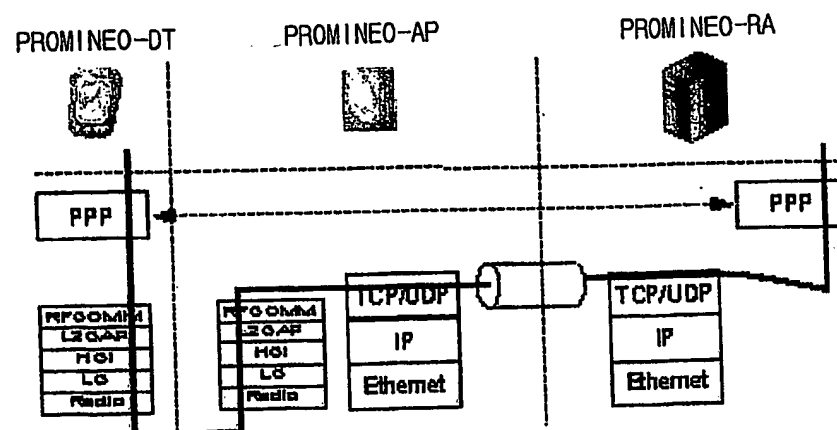 PROMINEO-DT
PROMINEO-AP
PROMINEO-RA
PPP
PPP
RFCOMM
L2CAP
HCI
LC
Radio
RFCOMM
L2CAP
HCI
LC
Radio
TCP/UDP
IP
Ethernet
TCP/UDP
IP
Ethernet